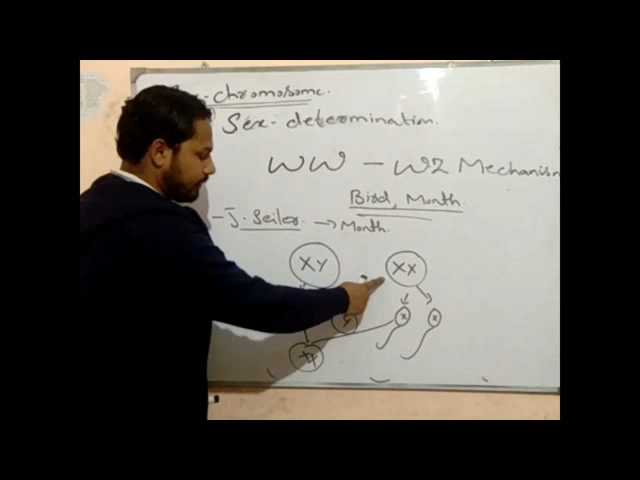 chromosome.
Sex-determination.
WW - WZ Mechanism
Bird, Month
- J. Seiler → Month.
XY XX
Y x x